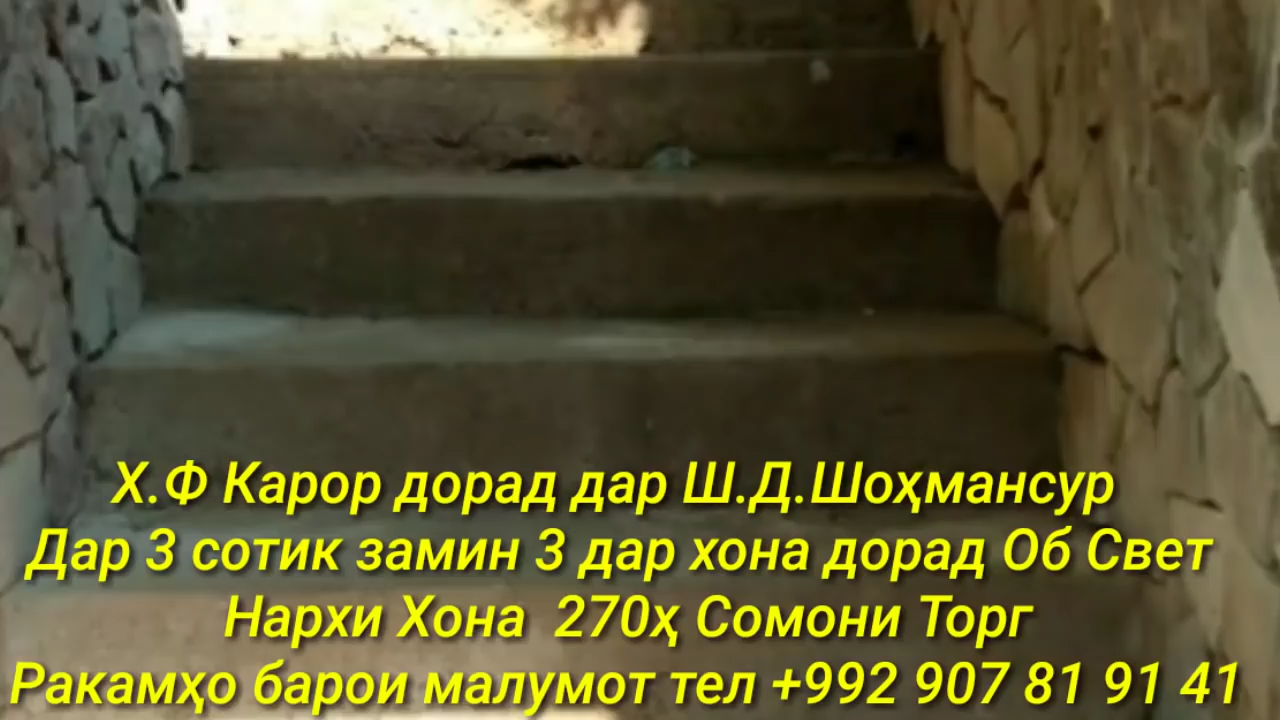 Х.Ф Карор дорад дар Ш.Д.Шоҳмансур
Дар 3 сотик замин 3 дар хона дорад Об Свет
Нархи Хона 270ҳ Сомони Торг
Ракамҳо барои малумот тел +992 907 81 91 41